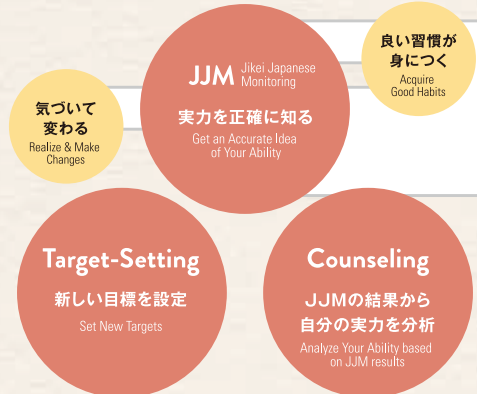 良い習慣が
身につく
Acquire
Good Habits
JJM Jikei Japanese
Monitoring
実力を正確に知る
Get an Accurate Idea
of Your Ability
気づいて
変わる
Realize & Make
Changes
Target-Setting
新しい目標を設定
Set New Targets
Counseling
JJMの結果から
自分の実力を分析
Analyze Your Ability based
on JJM results